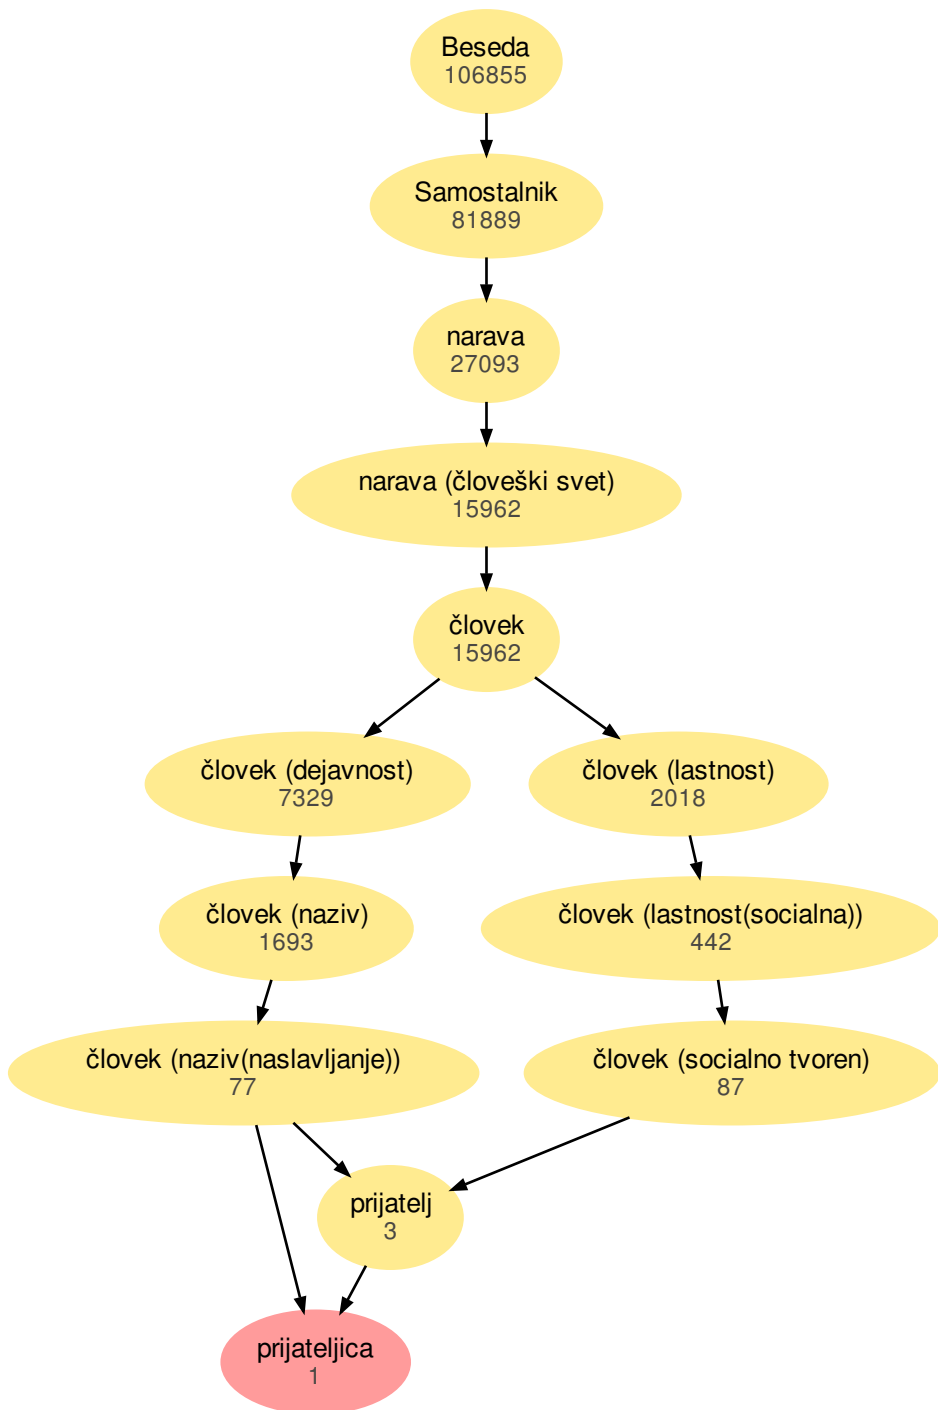 Beseda
106855
Samostalnik
81889
narava
27093
narava (človeški svet)
15962
človek
15962
človek (dejavnost)
7329
človek (lastnost)
2018
človek (naziv)
1693
človek (lastnost(socialna))
442
človek (naziv(naslavljanje))
77
človek (socialno tvoren)
87
prijatelj
3
prijateljica
1